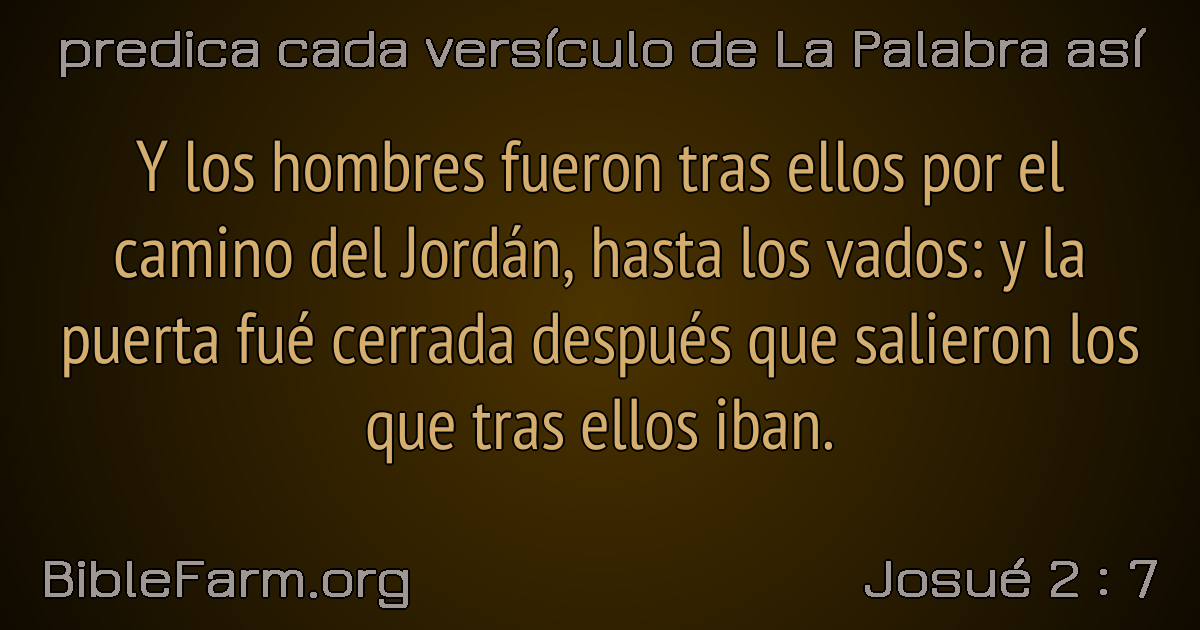 predica cada versículo de La Palabra así
Y los hombres fueron tras ellos por el
camino del Jordán, hasta los vados: y la
puerta fué cerrada después que salieron los
que tras ellos iban.
BibleFarm.org
Josué 2 : 7